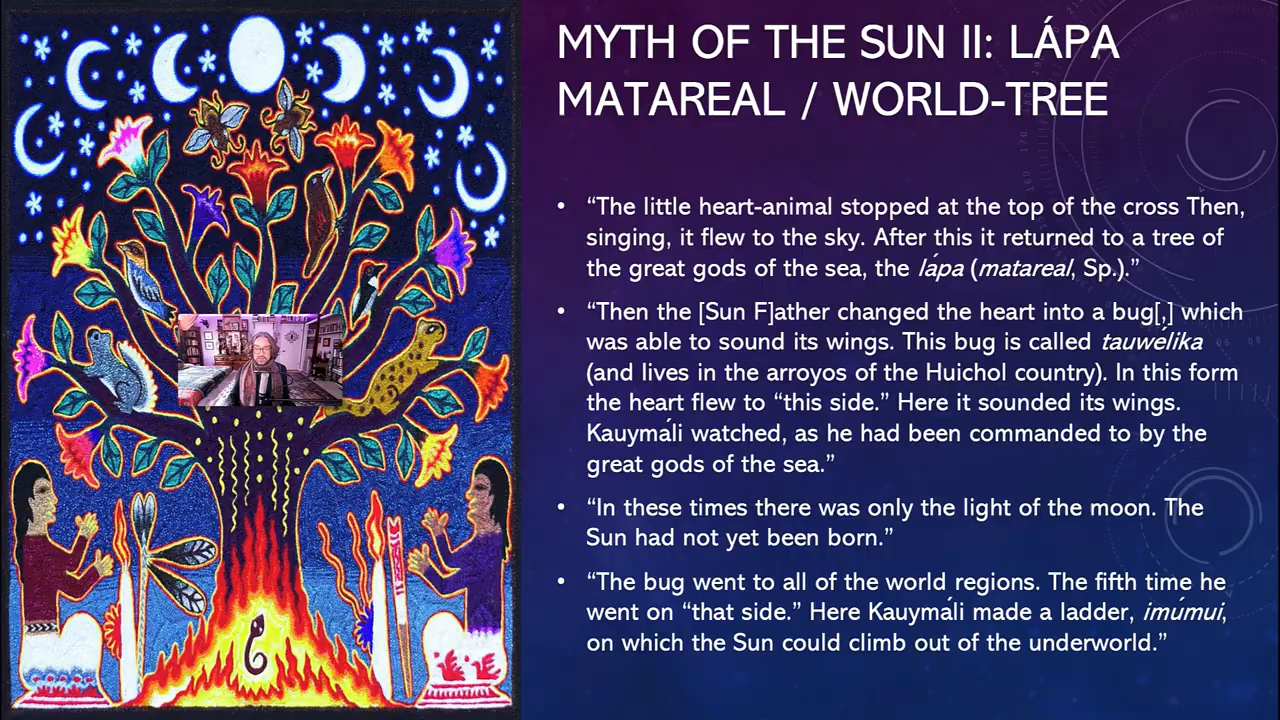 MYTH OF THE SUN II: LÁPA
MATAREAL / WORLD-TREE
• “The little heart-animal stopped at the top of the cross Then,
singing, it flew to the sky. After this it returned to a tree of
the great gods of the sea, the lápa (matareal, Sp.).”
• “Then the [Sun F]ather changed the heart into a bug[,] which
was able to sound its wings. This bug is called tauwélika
(and lives in the arroyos of the Huichol country). In this form
the heart flew to “this side.” Here it sounded its wings.
Kauymáli watched, as he had been commanded to by the
great gods of the sea.”
• “In these times there was only the light of the moon. The
Sun had not yet been born.”
• “The bug went to all of the world regions. The fifth time he
went on “that side.” Here Kauymáli made a ladder, imúmui,
on which the Sun could climb out of the underworld.”